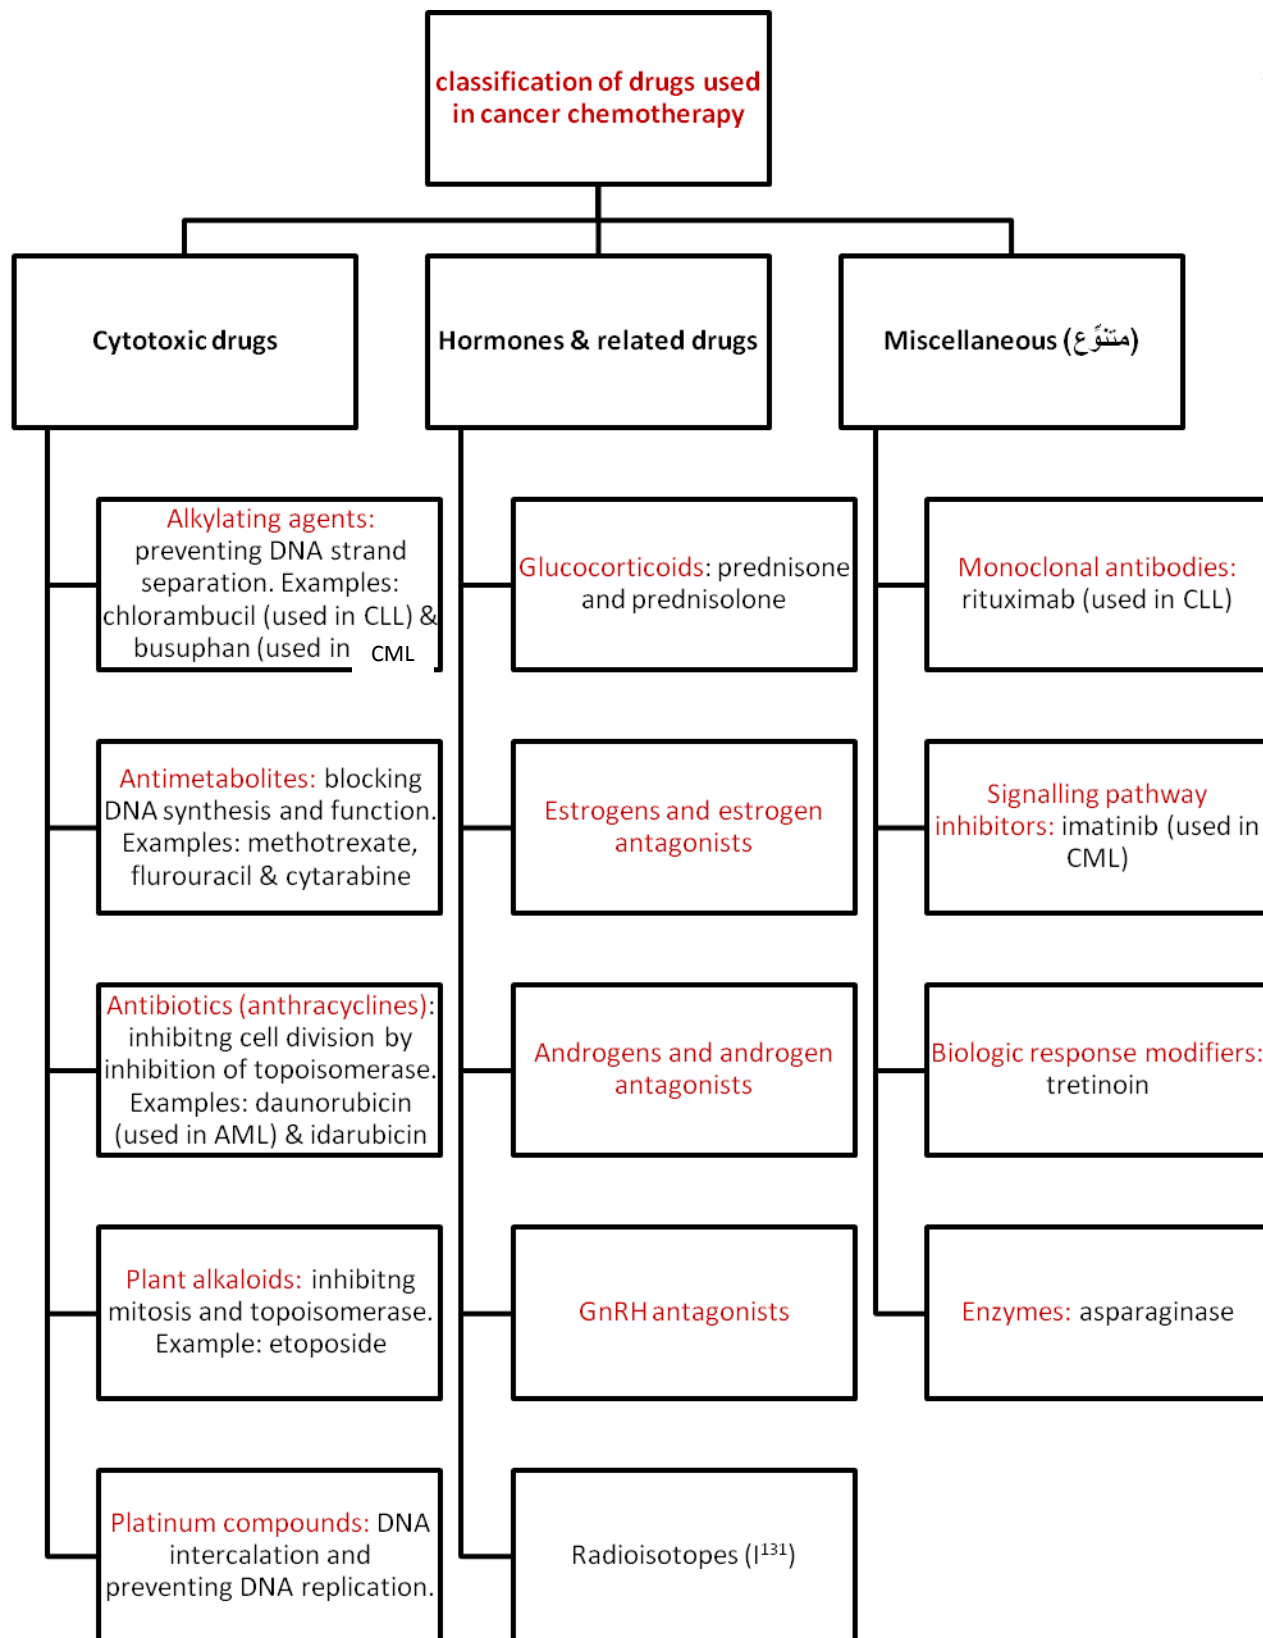 classification of drugs used
in cancer chemotherapy
Cytotoxic drugs
Hormones & related drugs
Miscellaneous (متنوِّع)
Alkylating agents:
preventing DNA strand
separation. Examples:
chlorambucil (used in CLL) &
busuphan (used in CML
Antimetabolites: blocking
DNA synthesis and function.
Examples: methotrexate,
flurouracil & cytarabine
Antibiotics (anthracyclines):
inhibitng cell division by
inhibition of topoisomerase.
Examples: daunorubicin
(used in AML) & idarubicin
Plant alkaloids: inhibitng
mitosis and topoisomerase.
Example: etoposide
Platinum compounds: DNA
intercalation and
preventing DNA replication.
Glucocorticoids: prednisone
and prednisolone
Estrogens and estrogen
antagonists
Androgens and androgen
antagonists
GnRH antagonists
Radioisotopes (I¹³¹)
Monoclonal antibodies:
rituximab (used in CLL)
Signalling pathway
inhibitors: imatinib (used in
CML)
Biologic response modifiers:
tretinoin
Enzymes: asparaginase